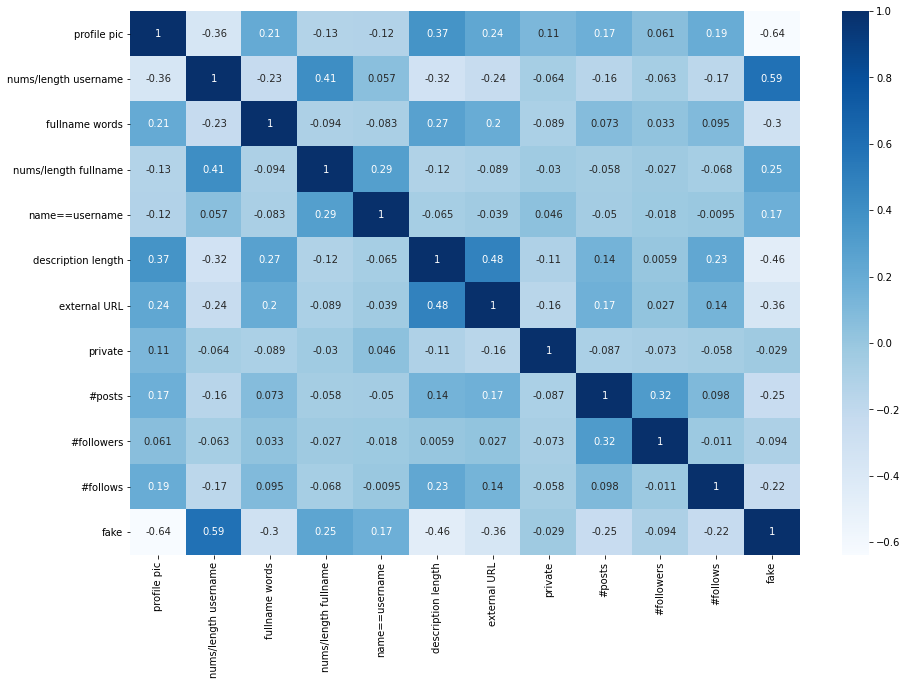 profile pic 1 -0.36 0.21 -0.13 -0.12 0.37 0.24 0.11 0.17 0.061 0.19 -0.64
nums/length username -0.36 1 -0.23 0.41 0.057 -0.32 -0.24 -0.064 -0.16 -0.063 -0.17 0.59
fullname words 0.21 -0.23 1 -0.094 -0.083 0.27 0.2 -0.089 0.073 0.033 0.095 -0.3
nums/length fullname -0.13 0.41 -0.094 1 0.29 -0.12 -0.089 -0.03 -0.058 -0.027 -0.068 0.25
name==username -0.12 0.057 -0.083 0.29 1 -0.065 -0.039 0.046 -0.05 -0.018 -0.0095 0.17
description length 0.37 -0.32 0.27 -0.12 -0.065 1 0.48 -0.11 0.14 0.0059 0.23 -0.46
external URL 0.24 -0.24 0.2 -0.089 -0.039 0.48 1 -0.16 0.17 0.027 0.14 -0.36
private 0.11 -0.064 -0.089 -0.03 0.046 -0.11 -0.16 1 -0.087 -0.073 -0.058 -0.029
#posts 0.17 -0.16 0.073 -0.058 -0.05 0.14 0.17 -0.087 1 0.32 0.098 -0.25
#followers 0.061 -0.063 0.033 -0.027 -0.018 0.0059 0.027 -0.073 0.32 1 -0.011 -0.094
#follows 0.19 -0.17 0.095 -0.068 -0.0095 0.23 0.14 -0.058 0.098 -0.011 1 -0.22
fake -0.64 0.59 -0.3 0.25 0.17 -0.46 -0.36 -0.029 -0.25 -0.094 -0.22 1
profile pic
nums/length username
fullname words
nums/length fullname
name==username
description length
external URL
private
#posts
#followers
#follows
fake
1.0
0.8
0.6
0.4
0.2
0.0
−0.2
−0.4
−0.6